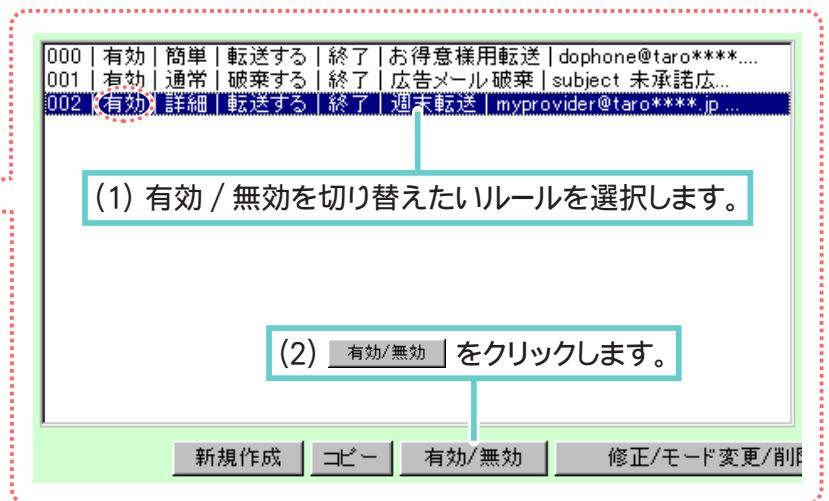 000 | 有効 | 簡単 | 転送する | 終了 | お得意様用転送 | dophone@taro****....
001 | 有効 | 通常 | 破棄する | 終了 | 広告メール破棄 | subject 未承諾広...
002 | 有効 | 詳細 | 転送する | 終了 | 週末転送 | myprovider@taro****.jp ...
(1) 有効 / 無効を切り替えたいルールを選択します。
(2) 有効/無効 をクリックします。
新規作成 コピー 有効/無効 修正/モード変更/削